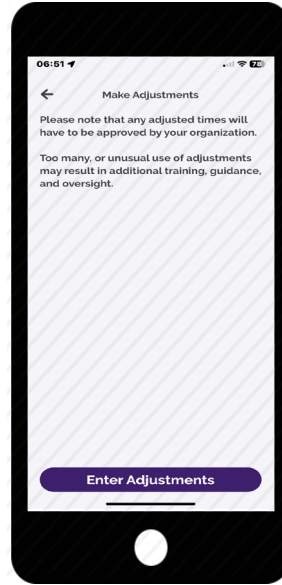 06:51
78
Make Adjustments
Please note that any adjusted times will
have to be approved by your organization.
Too many, or unusual use of adjustments
may result in additional training, guidance,
and oversight.
Enter Adjustments